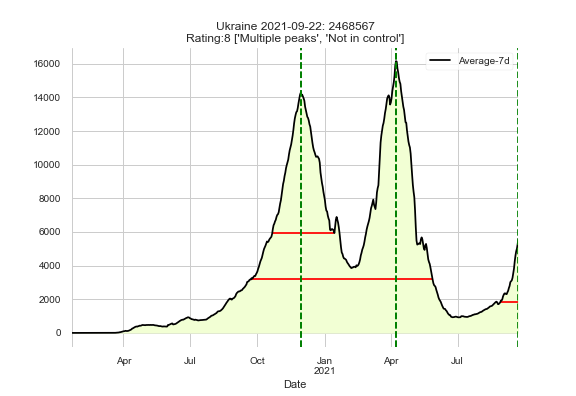 Ukraine 2021-09-22: 2468567
Rating:8 ['Multiple peaks', 'Not in control']
Average-7d
16000
14000
12000
10000
8000
6000
4000
2000
0
Apr Jul Oct Jan Apr Jul
2021
Date